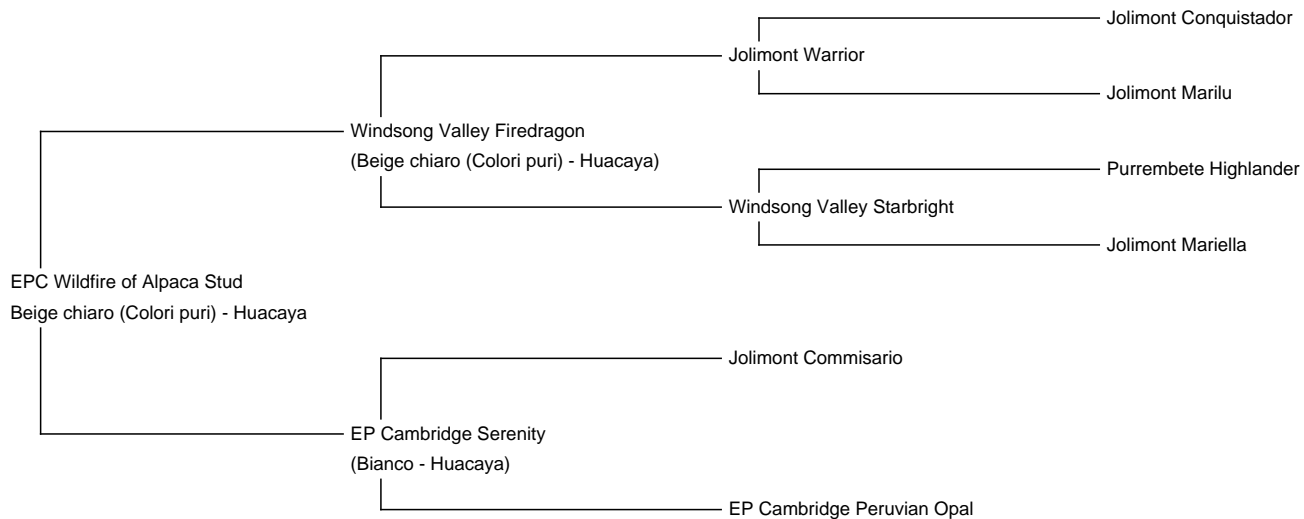 Jolimont Conquistador
Jolimont Warrior
Jolimont Marilu
Windsong Valley Firedragon
(Beige chiaro (Colori puri) - Huacaya)
Purrembete Highlander
Windsong Valley Starbright
Jolimont Mariella
EPC Wildfire of Alpaca Stud
Beige chiaro (Colori puri) - Huacaya
Jolimont Commisario
EP Cambridge Serenity
(Bianco - Huacaya)
EP Cambridge Peruvian Opal